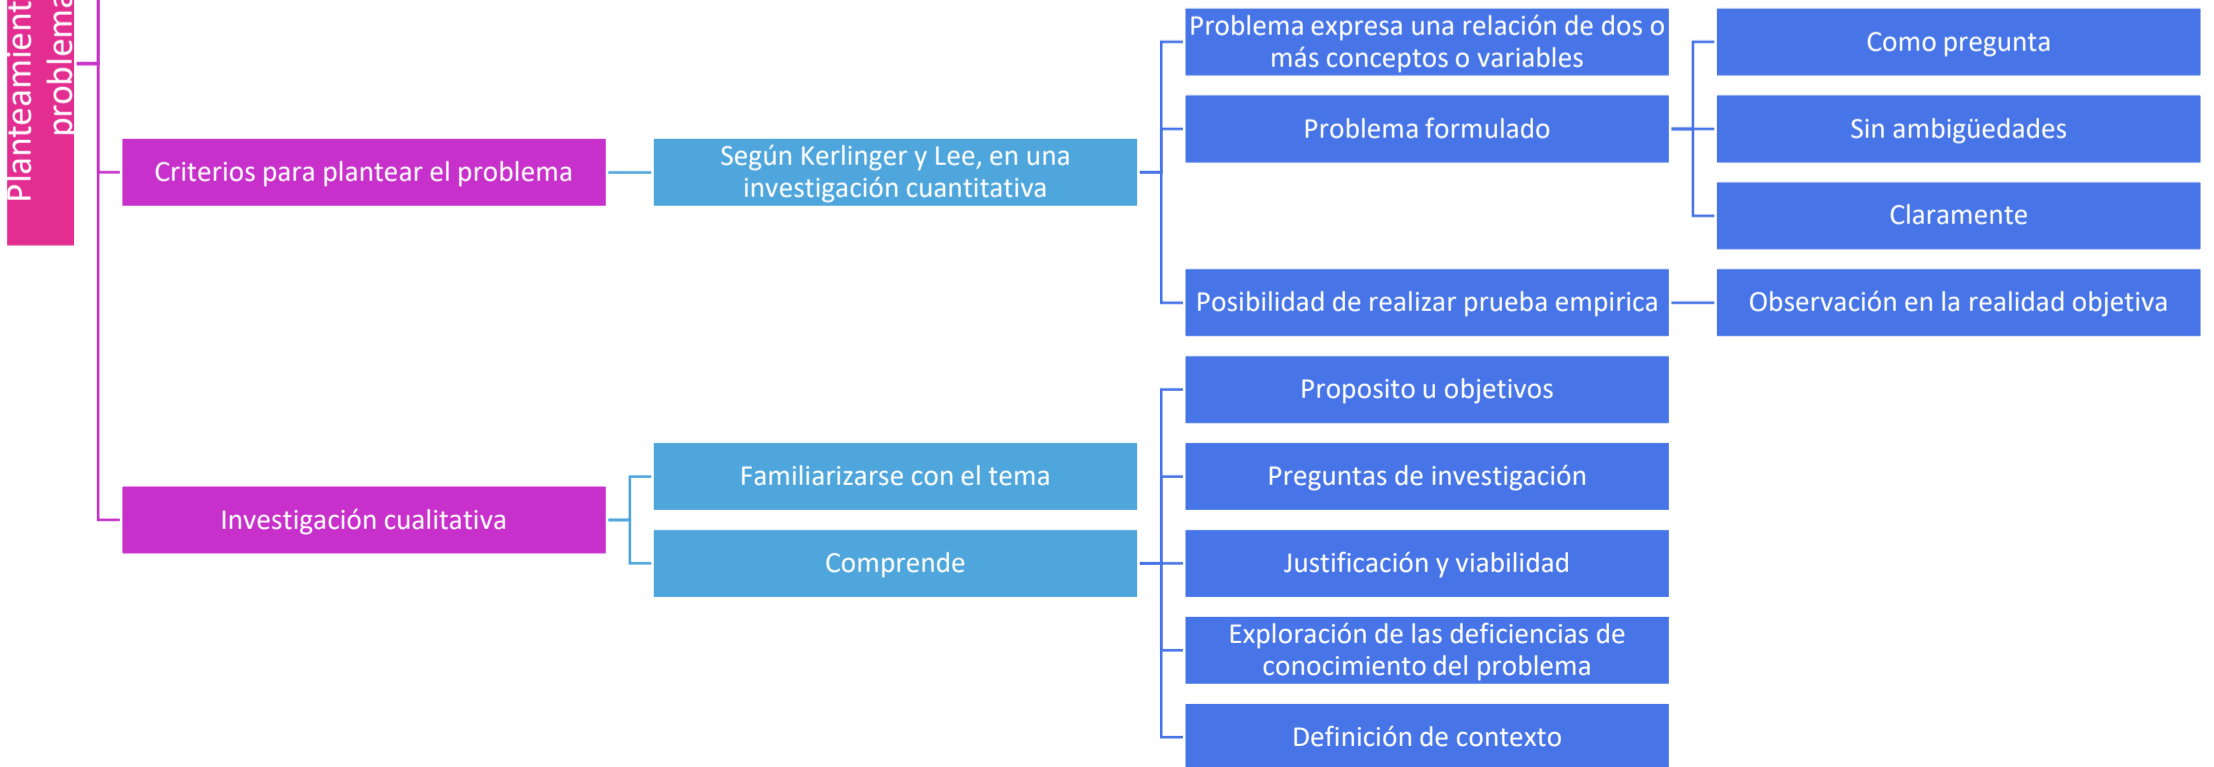 Planteamient
problema
Criterios para plantear el problema
Según Kerlinger y Lee, en una
investigación cuantitativa
Problema expresa una relación de dos o
más conceptos o variables
Problema formulado
Como pregunta
Sin ambigüedades
Claramente
Posibilidad de realizar prueba empirica
Observación en la realidad objetiva
Investigación cualitativa
Familiarizarse con el tema
Comprende
Proposito u objetivos
Preguntas de investigación
Justificación y viabilidad
Exploración de las deficiencias de
conocimiento del problema
Definición de contexto